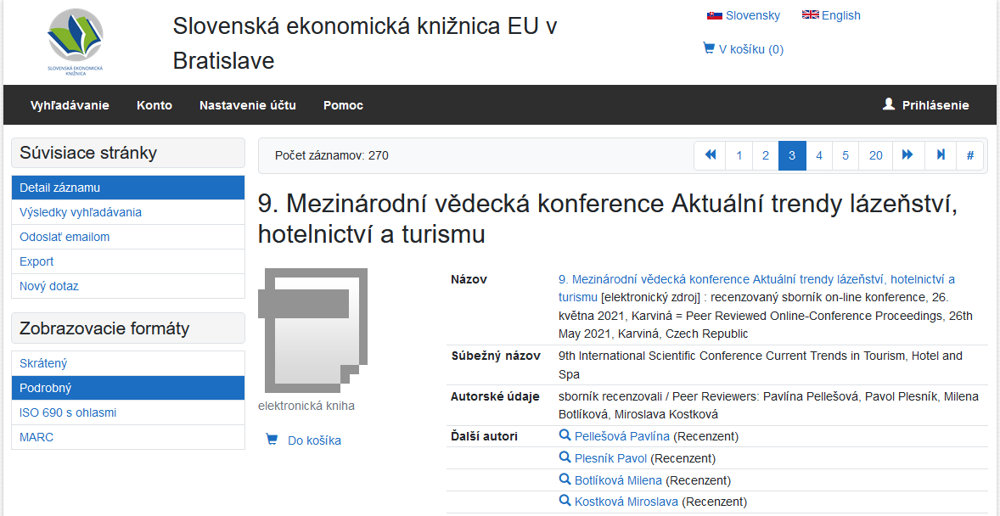 SLOVENSKÁ EKONOMICKÁ
KNIŽNICA
Slovenská ekonomická knižnica EU v
Bratislave
Slovensky English
V košíku (0)
Vyhľadávanie Konto Nastavenie účtu Pomoc Prihlásenie
Súvisiace stránky
Detail záznamu
Výsledky vyhľadávania
Odoslať emailom
Export
Nový dotaz
Zobrazovacie formáty
Skrátený
Podrobný
ISO 690 s ohlasmi
MARC
Počet záznamov: 270
1 2 3 4 5 20 #
9. Mezinárodní vědecká konference Aktuální trendy lázeňství,
hotelnictví a turismu
elektronická kniha
Do košíka
Názov 9. Mezinárodní vědecká konference Aktuální trendy lázeňství, hotelnictví a
turismu [elektronický zdroj] : recenzovaný sborník on-line konference, 26.
května 2021, Karviná = Peer Reviewed Online-Conference Proceedings, 26th
May 2021, Karviná, Czech Republic
Súbežný názov 9th International Scientific Conference Current Trends in Tourism, Hotel and
Spa
Autorské údaje sborník recenzovali / Peer Reviewers: Pavlína Pellešová, Pavol Plesník, Milena
Botlíková, Miroslava Kostková
Ďalší autori Pellešová Pavlína (Recenzent)
Plesník Pavol (Recenzent)
Botlíková Milena (Recenzent)
Kostková Miroslava (Recenzent)